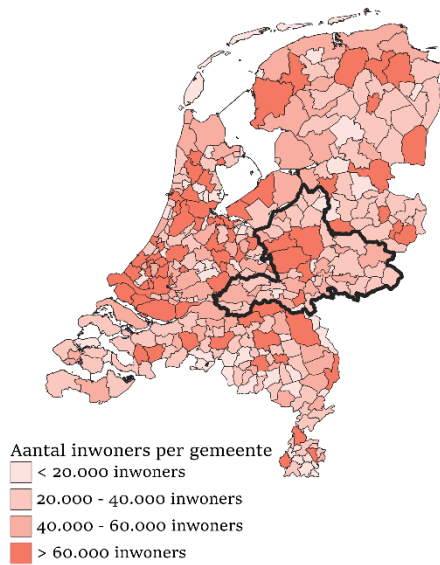 Aantal inwoners per gemeente
< 20.000 inwoners
20.000 - 40.000 inwoners
40.000 - 60.000 inwoners
> 60.000 inwoners